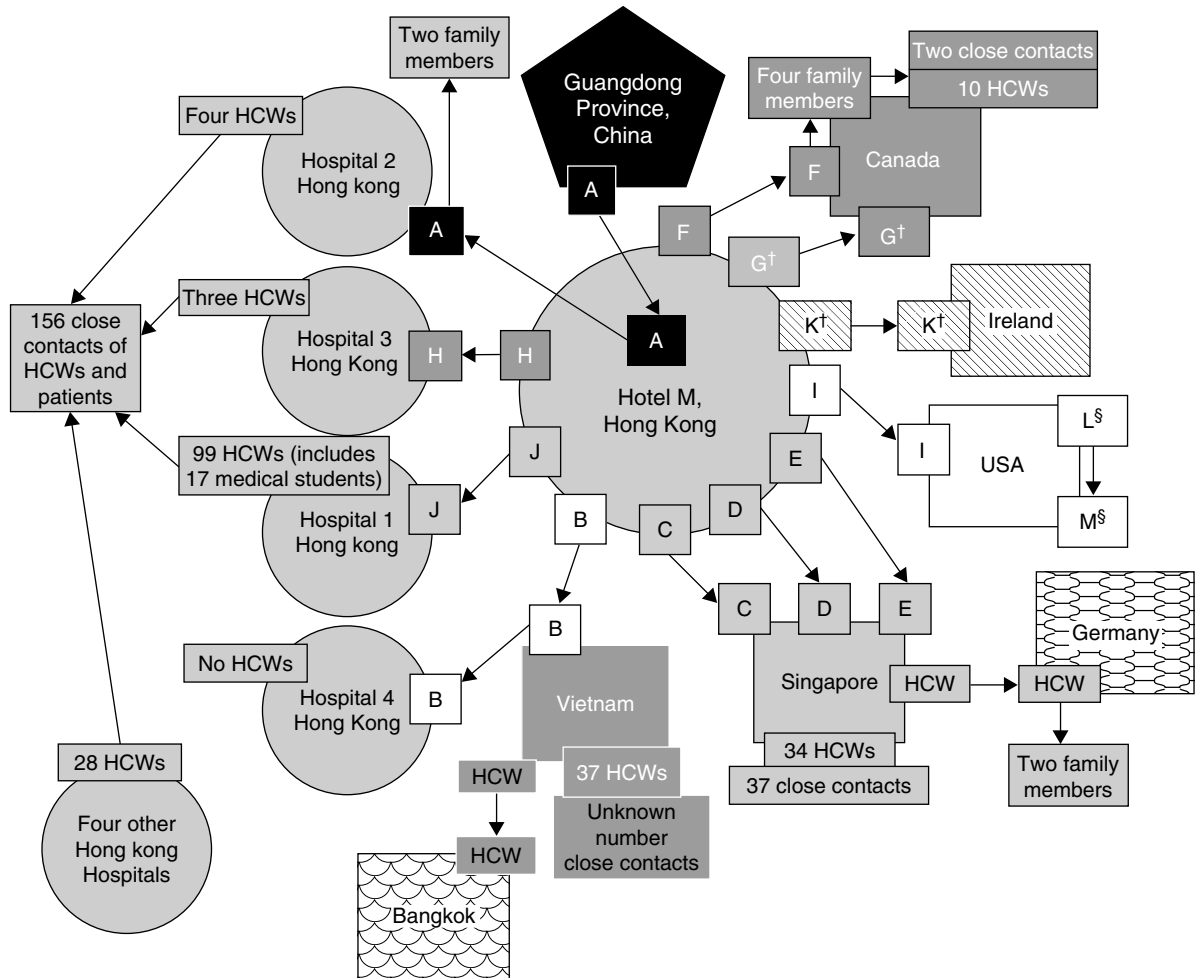 Two family
members
Guangdong
Province,
China
A
Four family
members
Two close contacts
10 HCWs
Canada
F
G†
Four HCWs
Hospital 2
Hong kong
A
F
G†
Three HCWs
Hospital 3
Hong Kong
H
H
A
Hotel M,
Hong Kong
K†
K†
Ireland
156 close
contacts of
HCWs and
patients
I
I
USA
L§
M§
99 HCWs (includes
17 medical students)
Hospital 1
Hong kong
J
J
B
C
D
E
No HCWs
Hospital 4
Hong Kong
B
B
Vietnam
HCW
37 HCWs
Unknown
number
close contacts
HCW
Bangkok
C
D
E
Singapore
HCW
34 HCWs
37 close contacts
Germany
HCW
Two family
members
28 HCWs
Four other
Hong kong
Hospitals